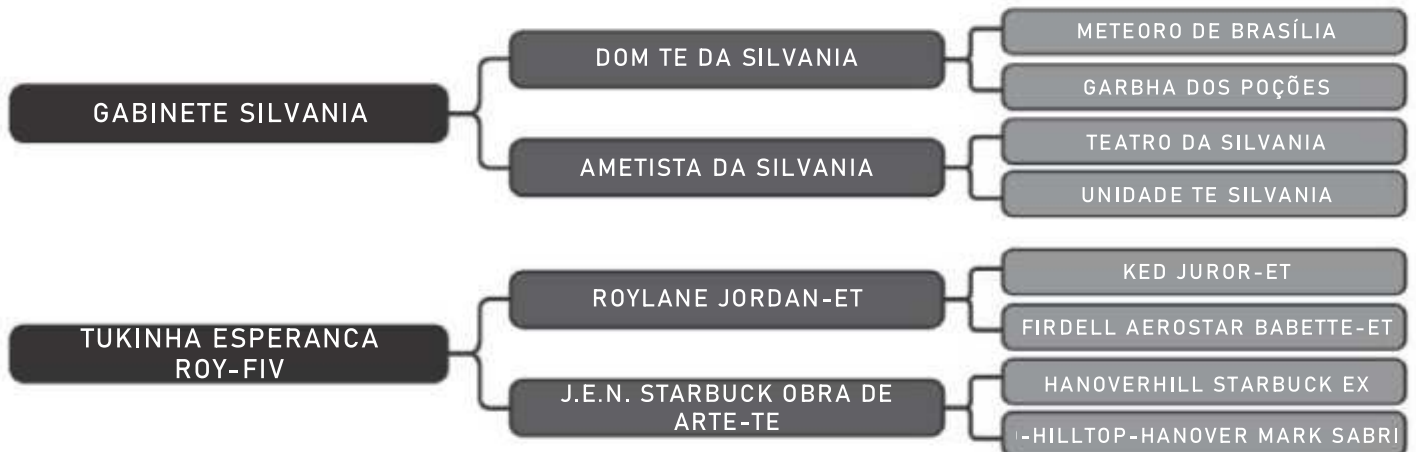 GABINETE SILVANIA
DOM TE DA SILVANIA
METEORO DE BRASÍLIA
GARBHA DOS POÇÕES
AMETISTA DA SILVANIA
TEATRO DA SILVANIA
UNIDADE TE SILVANIA
TUKINHA ESPERANCA
ROY-FIV
ROYLANE JORDAN-ET
KED JUROR-ET
FIRDELL AEROSTAR BABETTE-ET
J.E.N. STARBUCK OBRA DE
ARTE-TE
HANOVERHILL STARBUCK EX
-HILLTOP-HANOVER MARK SABRI